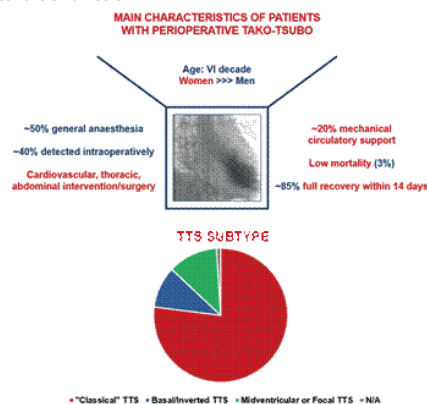 MAIN CHARACTERISTICS OF PATIENTS
WITH PERIOPERATIVE TAKO-TSUBO
Age: VI decade
Women >>> Men
~50% general anaesthesia
~40% detected intraoperatively
Cardiovascular, thoracic,
abdominal intervention/surgery
~20% mechanical
circulatory support
Low mortality (3%)
~85% full recovery within 14 days
TTS SUBTYPE
"Classical" TTS
Basal/Inverted TTS
Midventricular or Focal TTS
N/A